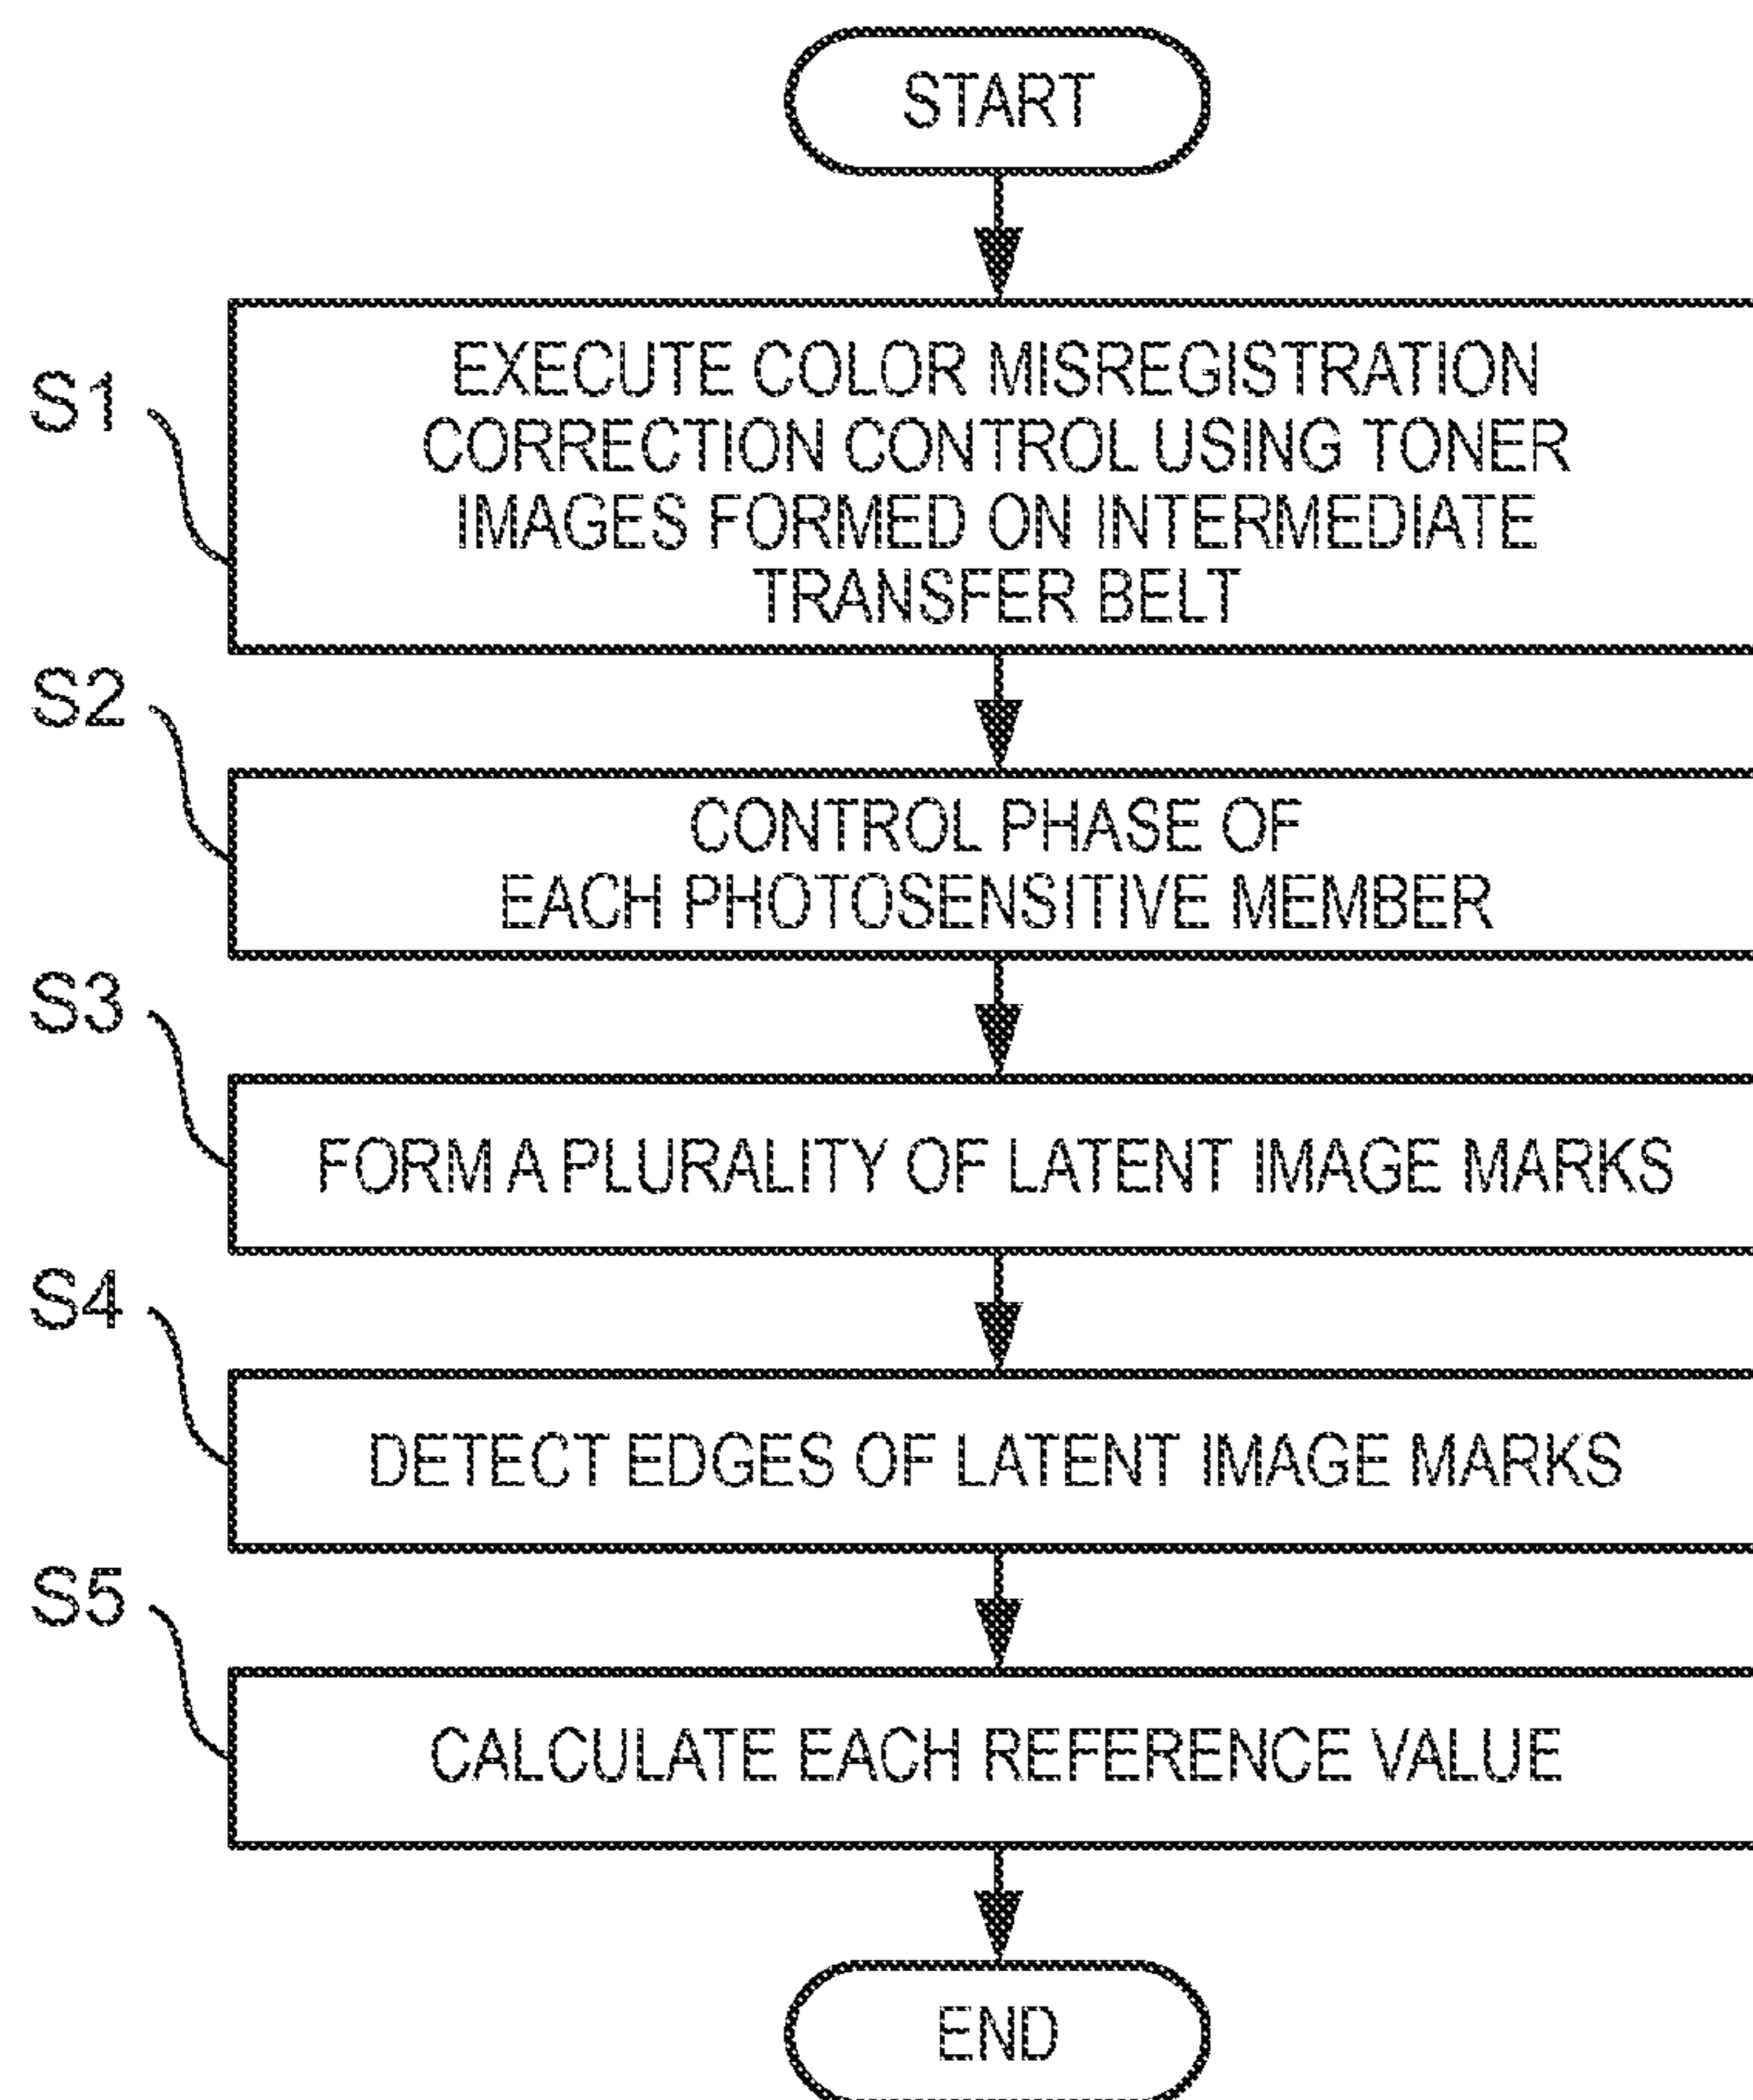 START
S1
EXECUTE COLOR MISREGISTRATION
CORRECTION CONTROL USING TONER
IMAGES FORMED ON INTERMEDIATE
TRANSFER BELT
S2
CONTROL PHASE OF
EACH PHOTOSENSITIVE MEMBER
S3
FORM A PLURALITY OF LATENT IMAGE MARKS
S4
DETECT EDGES OF LATENT IMAGE MARKS
S5
CALCULATE EACH REFERENCE VALUE
END